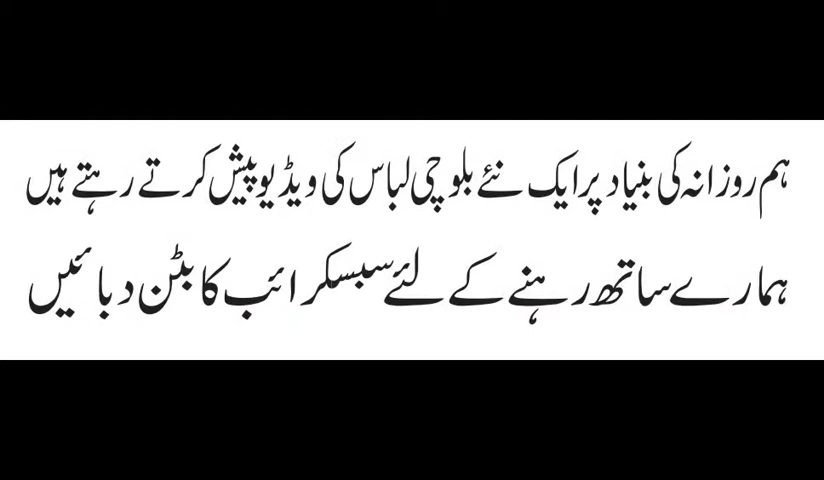 ہم روزانہ کی بنیاد پر ایک نئے بلوچی لباس کی ویڈیو پیش کرتے رہتے ہیں
ہمارے ساتھ رہنے کے لئے سبسکرائب کا بٹن دبائیں